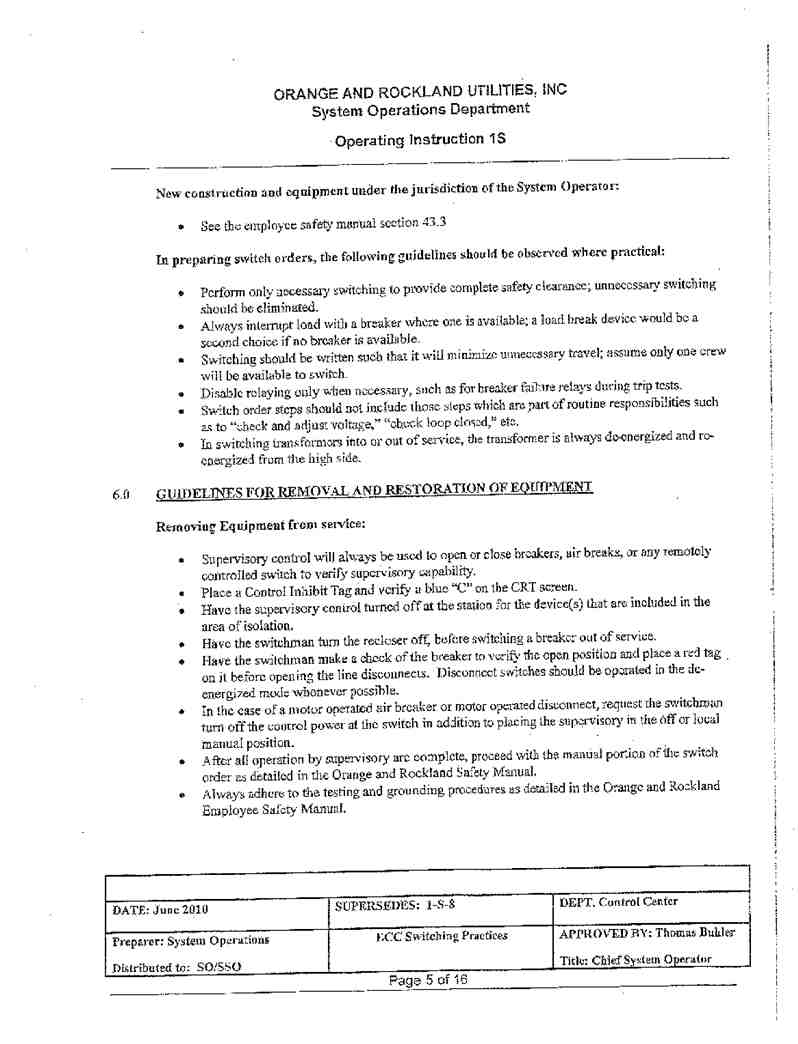 ORANGE AND ROCKLAND UTILITIES, INC
System Operations Department
Operating Instruction 1S
New construction and equipment under the jurisdiction of the System Operator:
• See the employee safety manual section 43.3
In preparing switch orders, the following guidelines should be observed where practical:
• Perform only necessary switching to provide complete safety clearance; unnecessary switching
should be eliminated.
• Always interrupt load with a breaker where one is available; a load break device would be a
second choice if no breaker is available.
• Switching should be written such that it will minimize unnecessary travel; assume only one crew
will be available to switch.
• Disable relaying only when necessary, such as for breaker failure relays during trip tests.
• Switch order steps should not include those steps which are part of routine responsibilities such
as to "check and adjust voltage," "check loop closed," etc.
• In switching transformers into or out of service, the transformer is always de-energized and re-
energized from the high side.
6.0 GUIDELINES FOR REMOVAL AND RESTORATION OF EQUIPMENT
Removing Equipment from service:
• Supervisory control will always be used to open or close breakers, air breaks, or any remotely
controlled switch to verify supervisory capability.
• Place a Control Inhibit Tag and verify a blue "C" on the CRT screen.
• Have the supervisory control turned off at the station for the device(s) that are included in the
area of isolation.
• Have the switchman turn the recloser off, before switching a breaker out of service.
• Have the switchman make a check of the breaker to verify the open position and place a red tag
on it before opening the line disconnects. Disconnect switches should be operated in the de-
energized mode whenever possible.
• In the case of a motor operated air breaker or motor operated disconnect, request the switchman
turn off the control power at the switch in addition to placing the supervisory in the off or local
manual position.
• After all operation by supervisory are complete, proceed with the manual portion of the switch
order as detailed in the Orange and Rockland Safety Manual.
• Always adhere to the testing and grounding procedures as detailed in the Orange and Rockland
Employee Safety Manual.
DATE: June 2010 SUPERSEDES: 1-S-8 DEPT. Control Center
Preparer: System Operations ECC Switching Practices APPROVED BY: Thomas Buhler
Distributed to: SO/SSO Title: Chief System Operator
Page 5 of 16